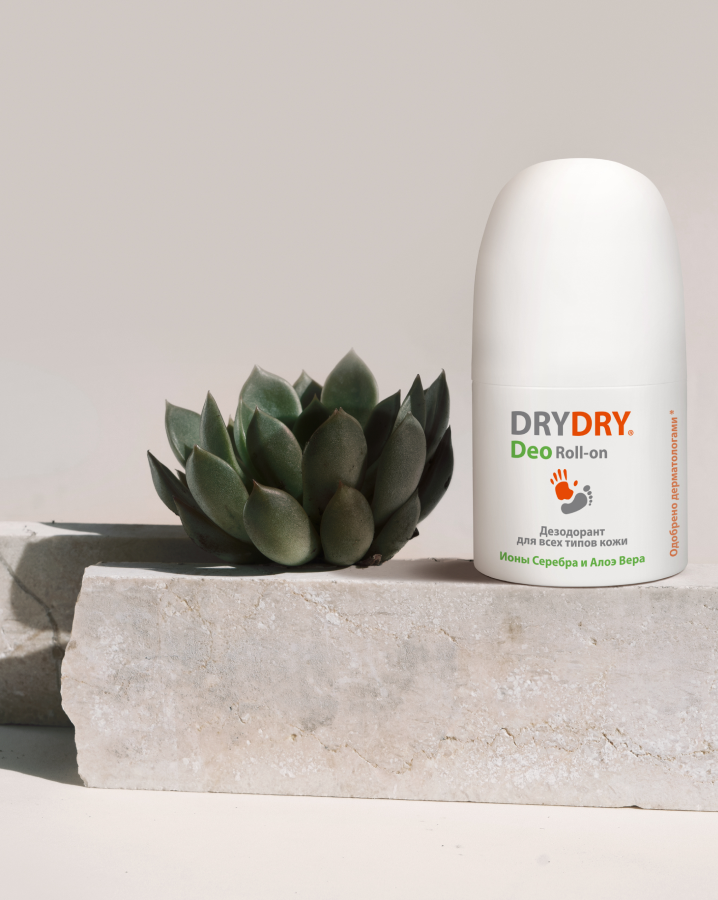 DRYDRY®
Deo Roll-on
Дезодорант
для всех типов кожи
Ионы Серебра и Алоэ Вера
Одобрено дерматологами*